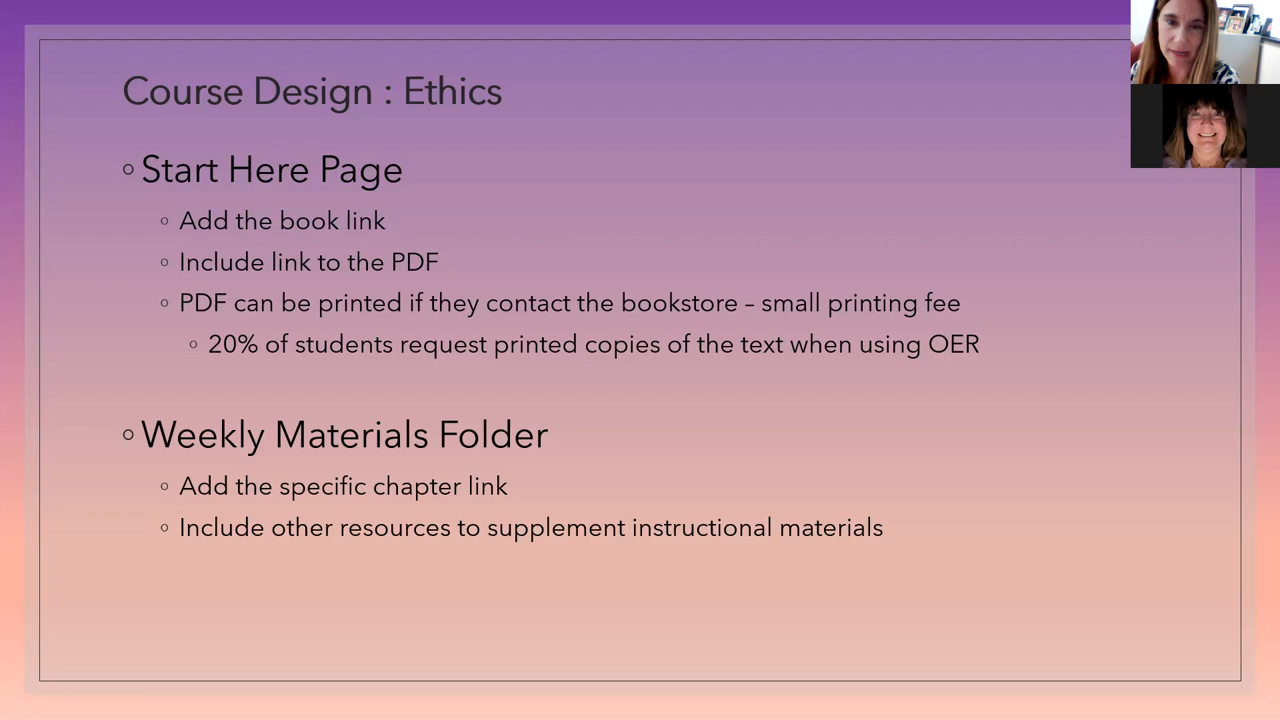 Course Design : Ethics
Start Here Page
Add the book link
Include link to the PDF
PDF can be printed if they contact the bookstore – small printing fee
20% of students request printed copies of the text when using OER
Weekly Materials Folder
Add the specific chapter link
Include other resources to supplement instructional materials